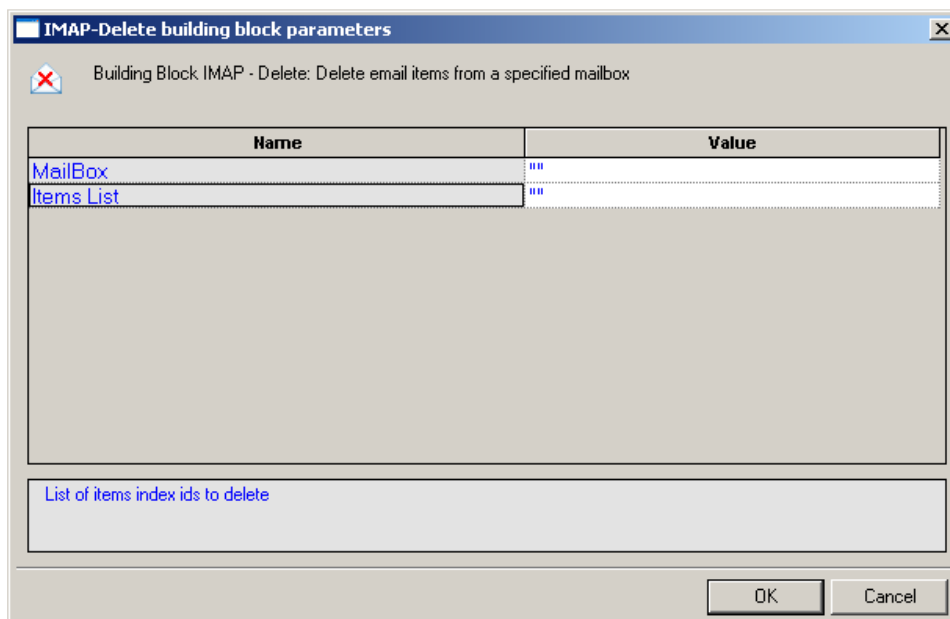 IMAP-Delete building block parameters
Building Block IMAP - Delete: Delete email items from a specified mailbox
Name Value
MailBox ""
Items List ""
List of items index ids to delete
OK Cancel